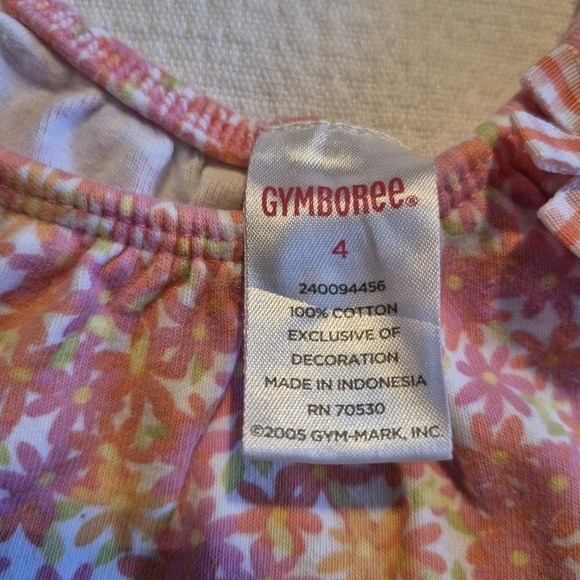 GYMBOREE®
4
240094456
100% COTTON
EXCLUSIVE OF
DECORATION
MADE IN INDONESIA
RN 70530
©2005 GYM-MARK, INC.